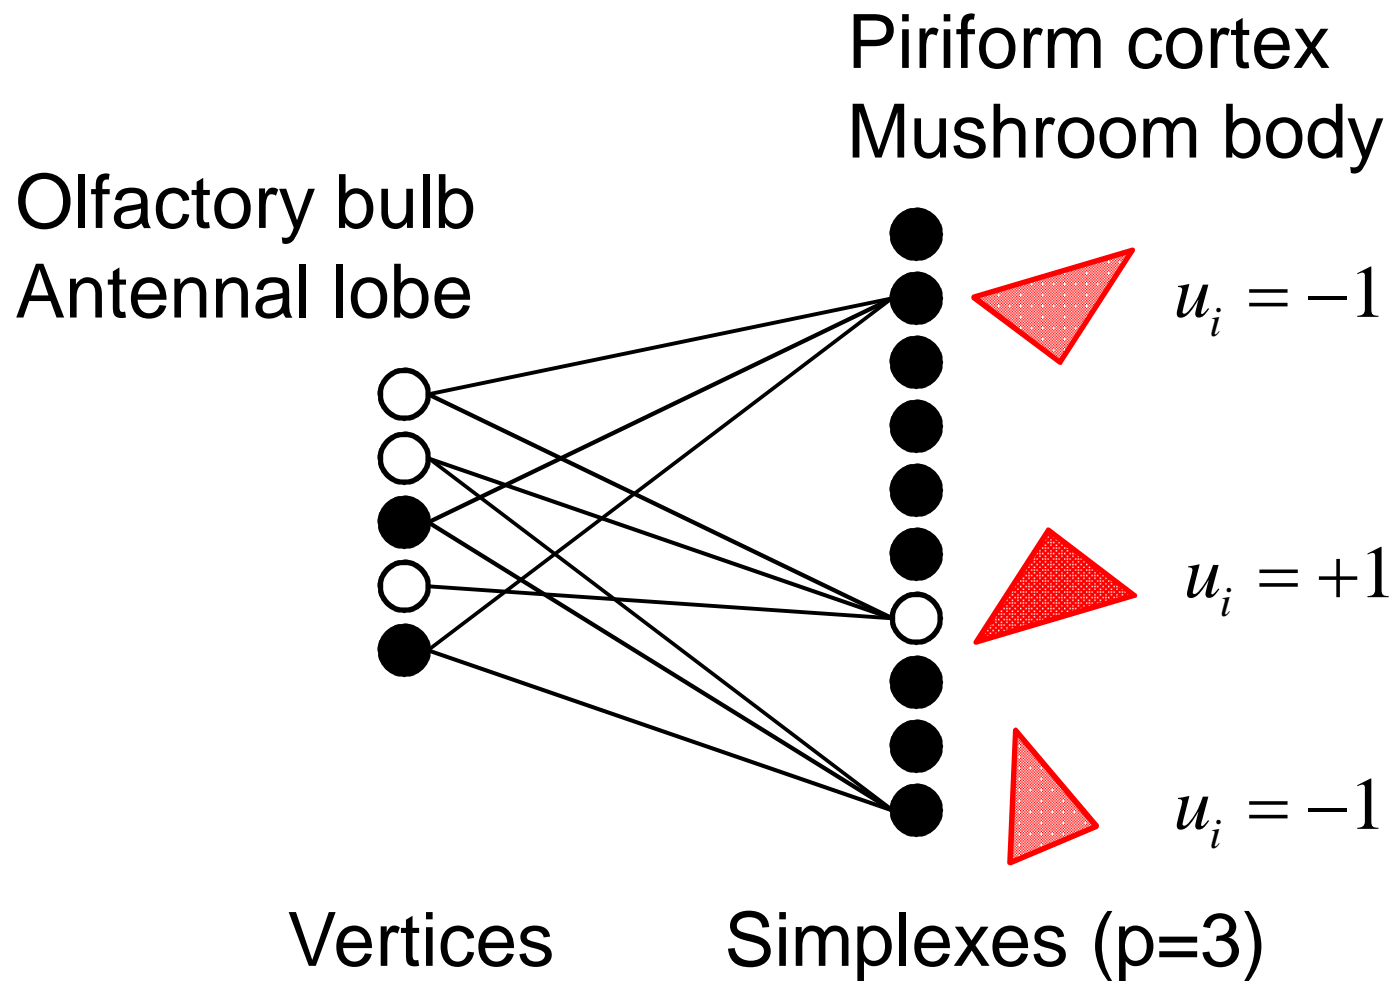 Piriform cortex
Mushroom body
Olfactory bulb
Antennal lobe
u_i = −1
u_i = +1
u_i = −1
Vertices
Simplexes (p=3)